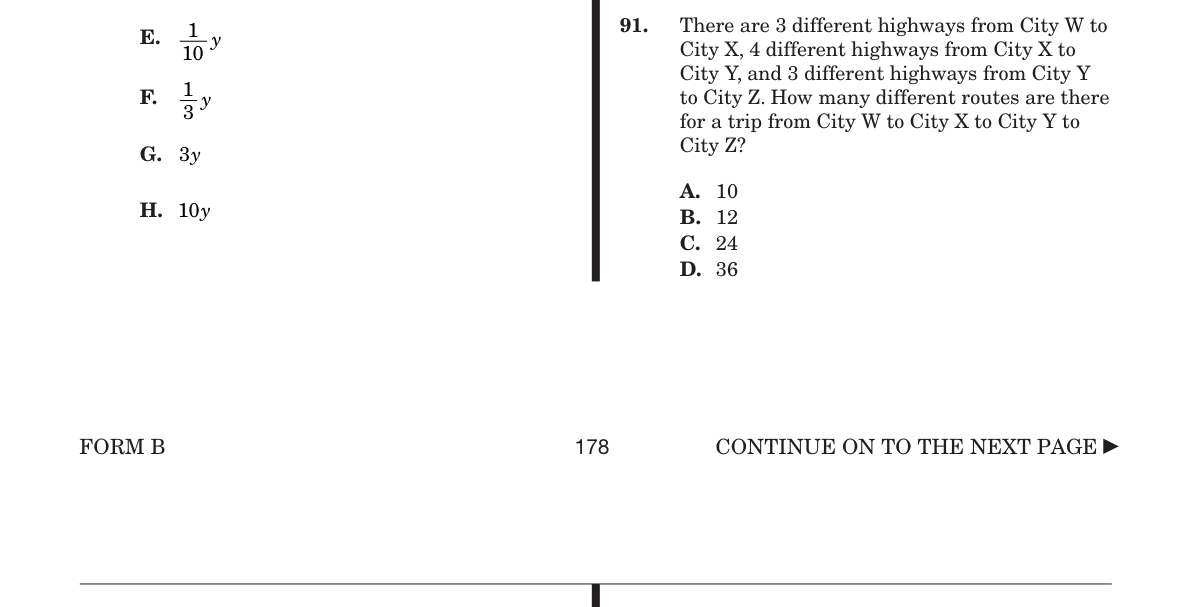 E. 1/10 y
F. 1/3 y
G. 3y
H. 10y
91. There are 3 different highways from City W to
City X, 4 different highways from City X to
City Y, and 3 different highways from City Y
to City Z. How many different routes are there
for a trip from City W to City X to City Y to
City Z?
A. 10
B. 12
C. 24
D. 36
FORM B
178
CONTINUE ON TO THE NEXT PAGE ►